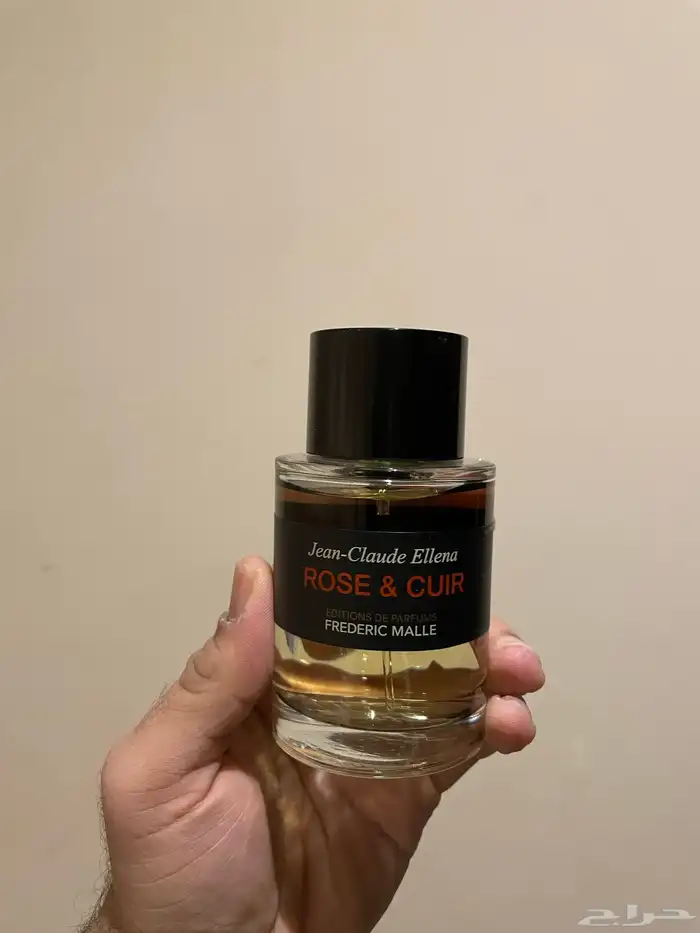 Jean-Claude Ellena
ROSE & CUIR
EDITIONS DE PARFUMS
FREDERIC MALLE
حراج